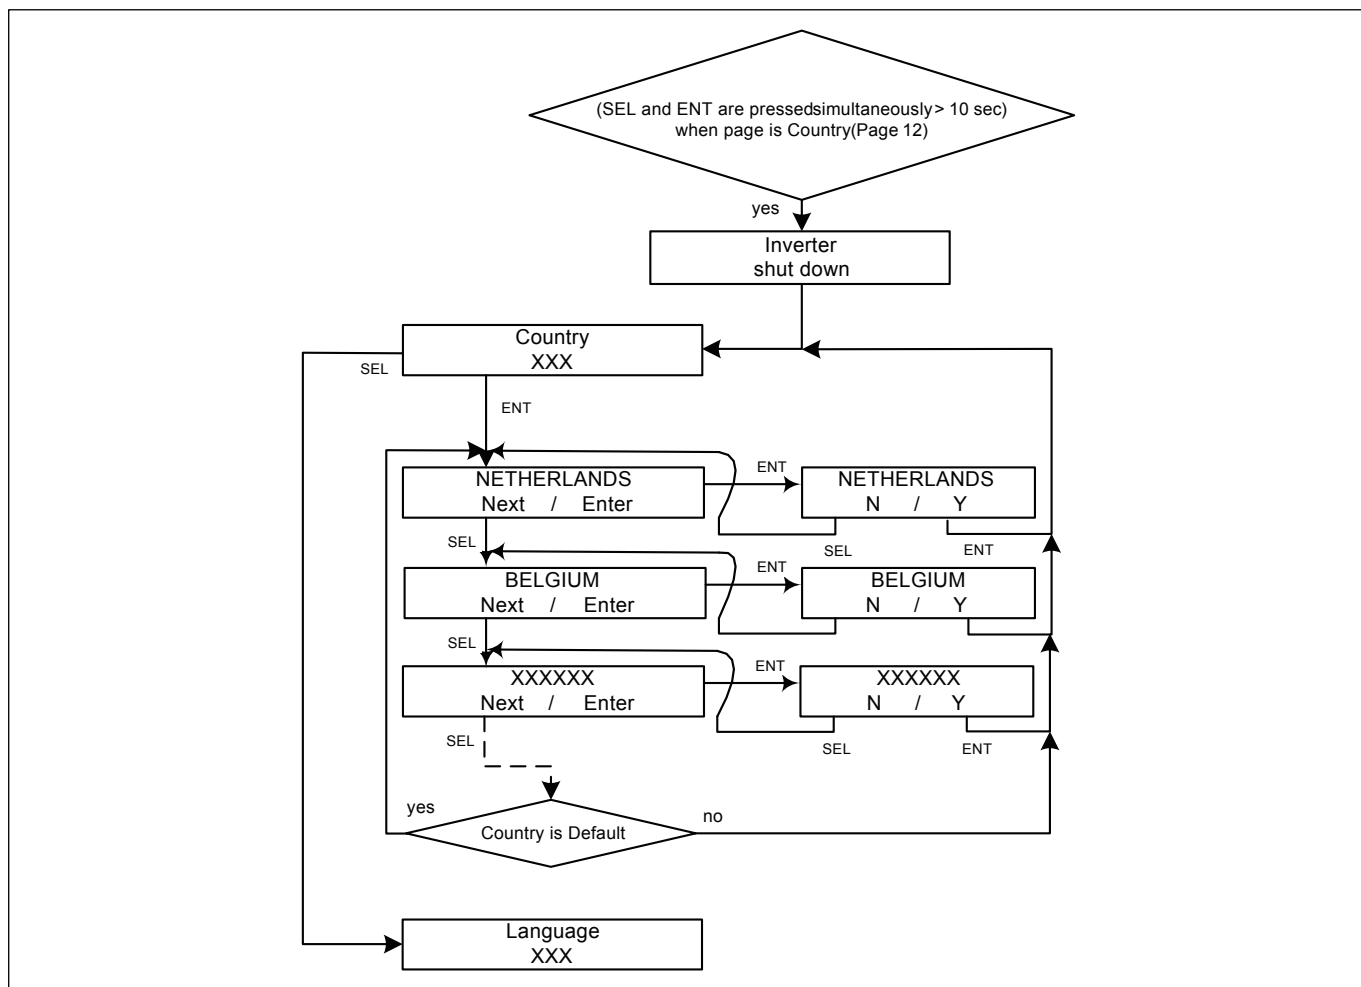 (SEL and ENT are pressedsimultaneously> 10 sec)
when page is Country(Page 12)
yes
Inverter
shut down
Country
XXX
SEL
ENT
NETHERLANDS
Next / Enter
ENT
NETHERLANDS
N / Y
SEL
SEL
ENT
BELGIUM
Next / Enter
ENT
BELGIUM
N / Y
SEL
XXXXXX
Next / Enter
ENT
XXXXXX
N / Y
SEL
SEL
ENT
yes
Country is Default
no
Language
XXX